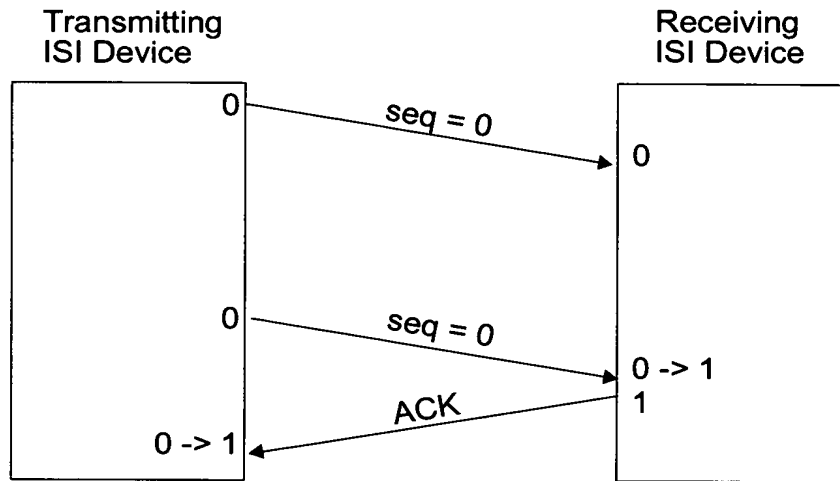 Transmitting
ISI Device
Receiving
ISI Device
0
seq = 0
0
0
seq = 0
0 -> 1
ACK
1
0 -> 1